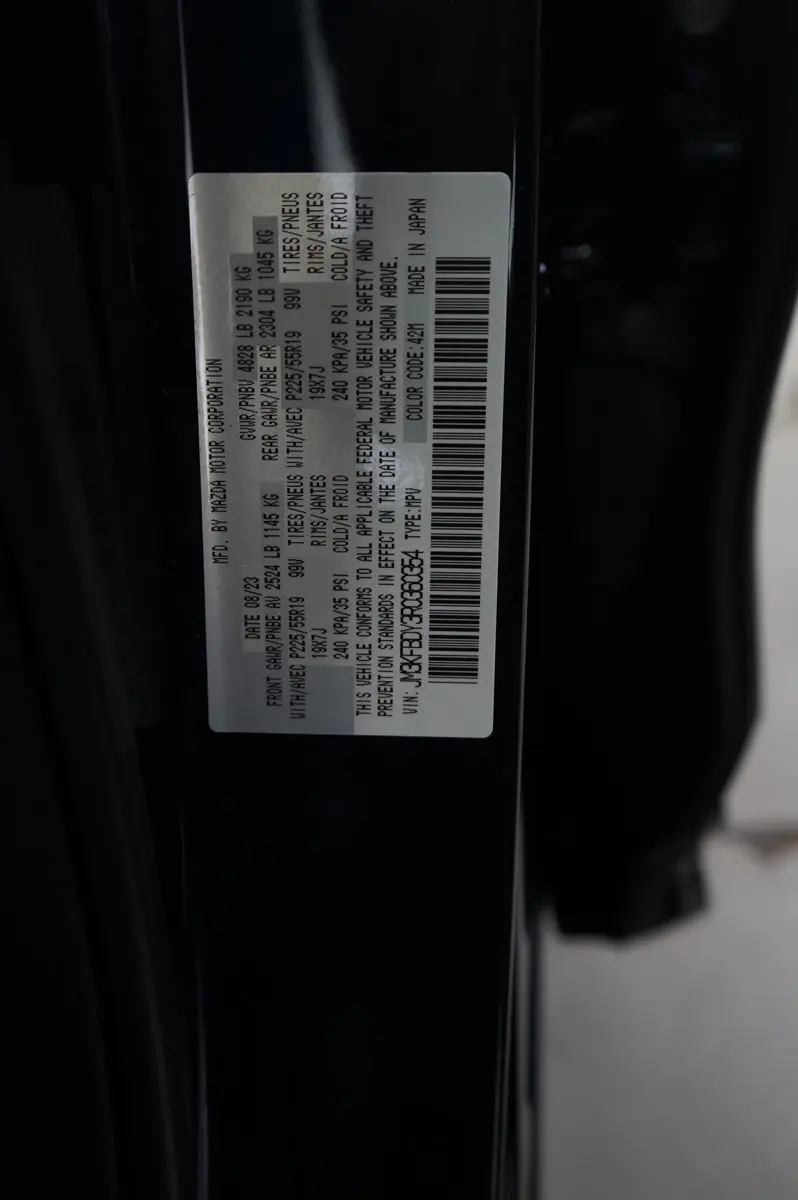 MFD. BY MAZDA MOTOR CORPORATION
DATE 08/23 GVWR/PNBV 4828 LB 2190 KG
FRONT GAWR/PNBE AV 2524 LB 1145 KG REAR GAWR/PNBE AR 2304 LB 1045 KG
WITH/AVEC P225/55R19 99V TIRES/PNEUS WITH/AVEC P225/55R19 99V TIRES/PNEUS
19X7J RIMS/JANTES 19X7J RIMS/JANTES
240 KPA/35 PSI COLD/A FROID 240 KPA/35 PSI COLD/A FROID
THIS VEHICLE CONFORMS TO ALL APPLICABLE FEDERAL MOTOR VEHICLE SAFETY AND THEFT
PREVENTION STANDARDS IN EFFECT ON THE DATE OF MANUFACTURE SHOWN ABOVE.
VIN: JM3KFBDY3R0360354 TYPE:MPV COLOR CODE:42M MADE IN JAPAN